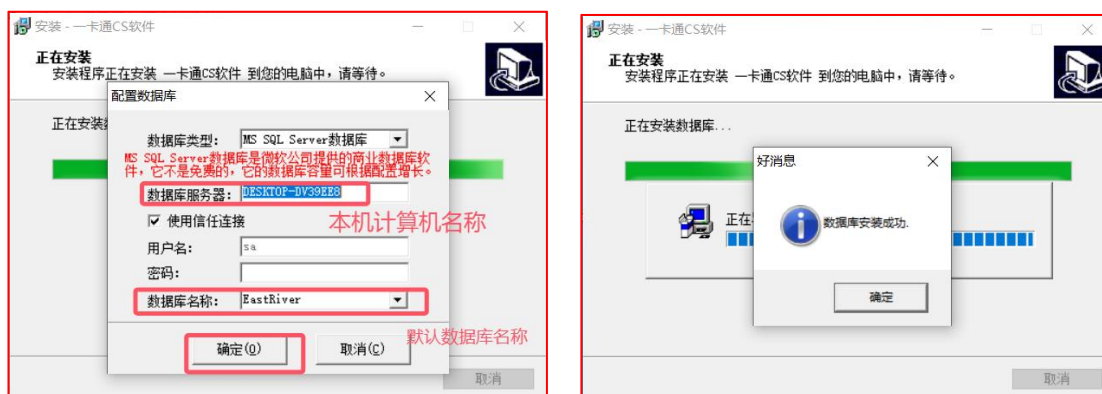 安装 - 一卡通CS软件
正在安装
安装程序正在安装 一卡通CS软件 到您的电脑中，请等待。
配置数据库
正在安装
数据库类型：
MS SQL Server数据库
MS SQL Server数据库是微软公司提供的商业数据库软
件，它不是免费的，它的数据库容量可根据配置增长。
数据库服务器：
DESKTOP-DV39EE8
使用信任连接
本机计算机名称
用户名：
sa
密码：
数据库名称：
EastRiver
默认数据库名称
确定(O)
取消(C)
取消
安装 - 一卡通CS软件
正在安装
安装程序正在安装 一卡通CS软件 到您的电脑中，请等待。
正在安装数据库...
好消息
正在
数据库安装成功.
确定
取消